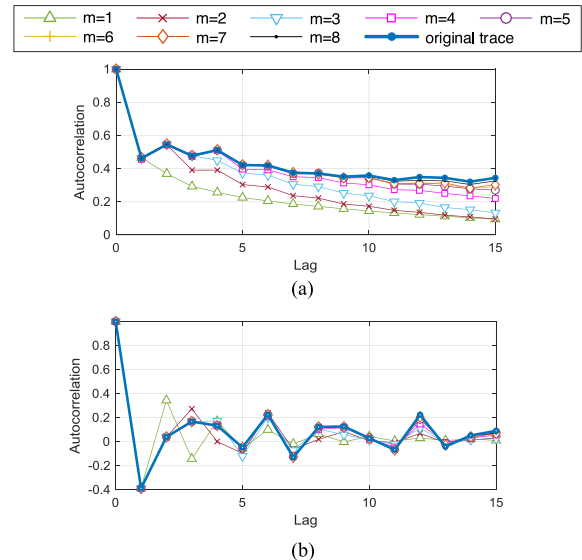 m=1 m=2 m=3 m=4 m=5
m=6 m=7 m=8 original trace
1
0.8
0.6
0.4
0.2
0
Autocorrelation
0 5 10 15
Lag
(a)
0.8
0.6
0.4
0.2
0
-0.2
-0.4
Autocorrelation
0 5 10 15
Lag
(b)